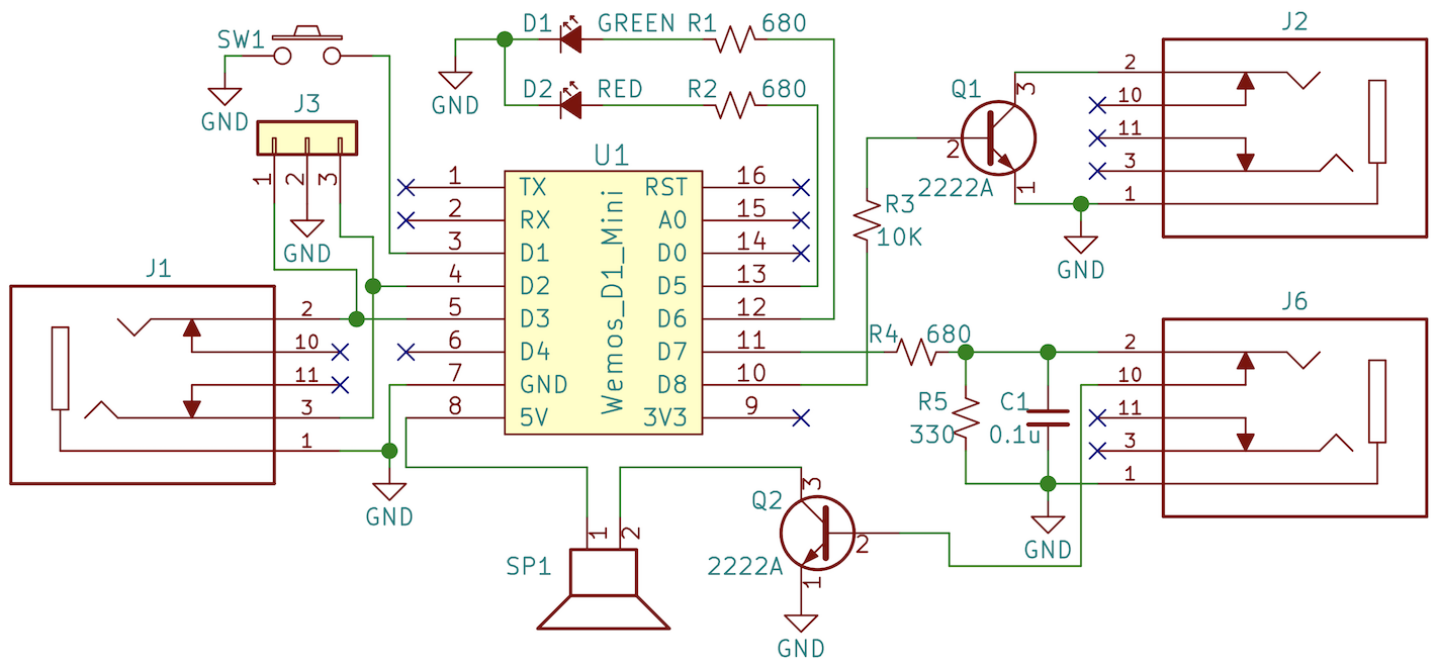 SW1
GND
J3
1
2
3
GND
J1
2
10
11
3
1
GND
D1 GREEN R1 680
D2 RED R2 680
GND
U1
Wemos_D1_Mini
1 TX
2 RX
3 D1
4 D2
5 D3
6 D4
7 GND
8 5V
RST 16
A0 15
D0 14
D5 13
D6 12
D7 11
D8 10
3V3 9
SP1
1
2
Q2
2222A
3
2
1
GND
Q1
2222A
3
2
1
R3
10K
J2
2
10
11
3
1
GND
R4 680
R5
330
C1
0.1u
GND
J6
2
10
11
3
1